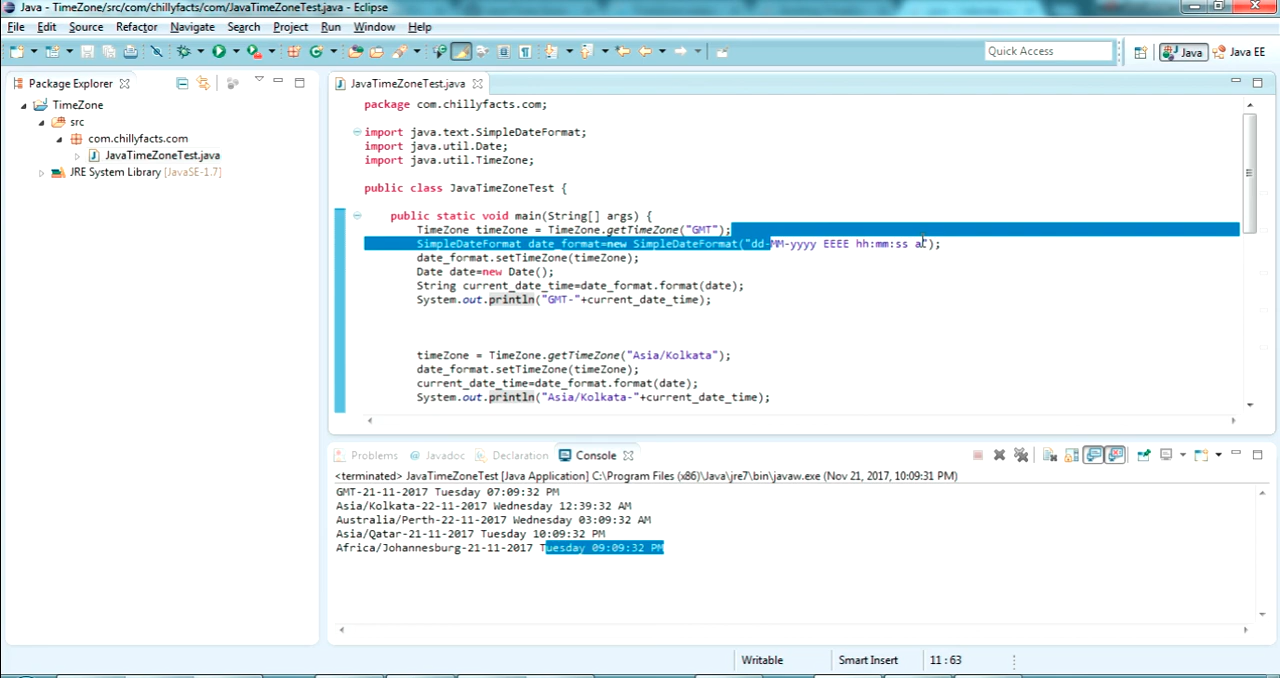 Java - TimeZone/src/com/chillyfacts/com/JavaTimeZoneTest.java - Eclipse
File Edit Source Refactor Navigate Search Project Run Window Help
Quick Access
Java
Java EE
Package Explorer
TimeZone
src
com.chillyfacts.com
JavaTimeZoneTest.java
JRE System Library [JavaSE-1.7]
JavaTimeZoneTest.java
package com.chillyfacts.com;
import java.text.SimpleDateFormat;
import java.util.Date;
import java.util.TimeZone;
public class JavaTimeZoneTest {
public static void main(String[] args) {
TimeZone timeZone = TimeZone.getTimeZone("GMT");
SimpleDateFormat date_format=new SimpleDateFormat("dd-MM-yyyy EEEE hh:mm:ss a");
date_format.setTimeZone(timeZone);
Date date=new Date();
String current_date_time=date_format.format(date);
System.out.println("GMT-"+current_date_time);
timeZone = TimeZone.getTimeZone("Asia/Kolkata");
date_format.setTimeZone(timeZone);
current_date_time=date_format.format(date);
System.out.println("Asia/Kolkata-"+current_date_time);
Problems @ Javadoc Declaration Console
<terminated> JavaTimeZoneTest [Java Application] C:\Program Files (x86)\Java\jre7\bin\javaw.exe (Nov 21, 2017, 10:09:31 PM)
GMT-21-11-2017 Tuesday 07:09:32 PM
Asia/Kolkata-22-11-2017 Wednesday 12:39:32 AM
Australia/Perth-22-11-2017 Wednesday 03:09:32 AM
Asia/Qatar-21-11-2017 Tuesday 10:09:32 PM
Africa/Johannesburg-21-11-2017 Tuesday 09:09:32 PM
Writable
Smart Insert
11 : 63